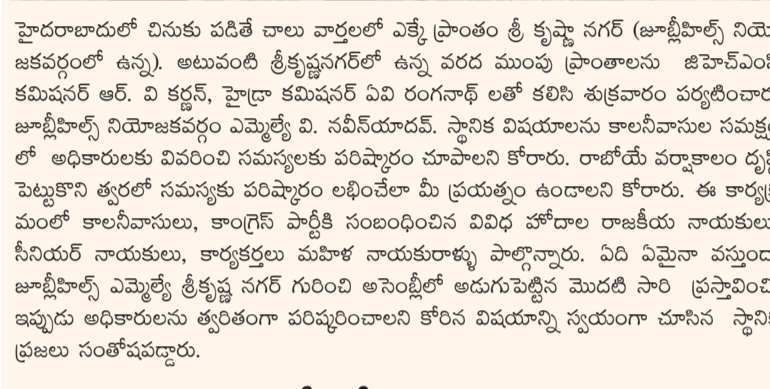 హైదరాబాదులో చినుకు పడితే చాలు వార్తలలో ఎక్కే ప్రాంతం శ్రీ కృష్ణా నగర్ (జూబ్లీహిల్స్ నియో
జకవర్గంలో ఉన్న). అటువంటి శ్రీకృష్ణనగర్‌లో ఉన్న వరద ముంపు ప్రాంతాలను జిహెచ్ఎంసి
కమిషనర్ ఆర్. వి కర్ణన్, హైడ్రా కమిషనర్ ఏవి రంగనాథ్ లతో కలిసి శుక్రవారం పర్యటించారు
జూబ్లీహిల్స్ నియోజకవర్గం ఎమ్మెల్యే వి. నవీన్‌యాదవ్. స్థానిక విషయాలను కాలనీవాసుల సమక్షం
లో అధికారులకు వివరించి సమస్యలకు పరిష్కారం చూపాలని కోరారు. రాబోయే వర్షాకాలం దృష్టి
పెట్టుకొని త్వరలో సమస్యకు పరిష్కారం లభించేలా మీ ప్రయత్నం ఉండాలని కోరారు. ఈ కార్యక్ర
మంలో కాలనీవాసులు, కాంగ్రెస్ పార్టీకి సంబంధించిన వివిధ హోదాల రాజకీయ నాయకులు
సీనియర్ నాయకులు, కార్యకర్తలు మహిళ నాయకురాళ్ళు పాల్గొన్నారు. ఏది ఏమైనా వస్తుందా
జూబ్లీహిల్స్ ఎమ్మెల్యే శ్రీకృష్ణ నగర్ గురించి అసెంబ్లీలో అడుగుపెట్టిన మొదటి సారి ప్రస్తావించి
ఇప్పుడు అధికారులను త్వరితంగా పరిష్కరించాలని కోరిన విషయాన్ని స్వయంగా చూసిన స్థానిక
ప్రజలు సంతోషపడ్డారు.